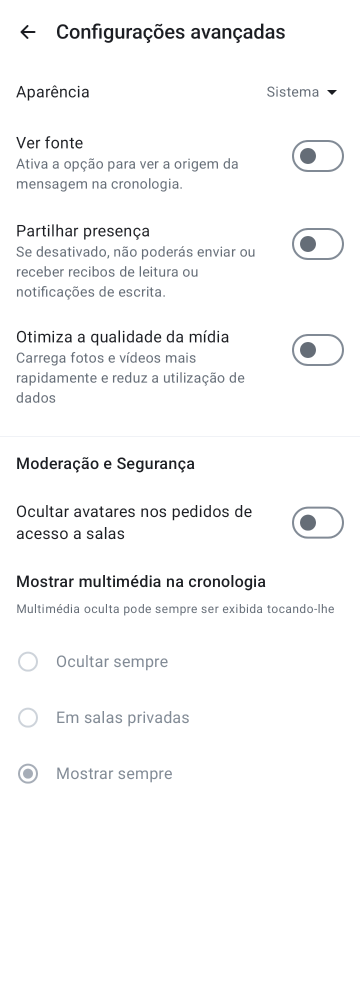 Configurações avançadas
Aparência
Sistema
Ver fonte
Ativa a opção para ver a origem da
mensagem na cronologia.
Partilhar presença
Se desativado, não poderás enviar ou
receber recibos de leitura ou
notificações de escrita.
Otimiza a qualidade da mídia
Carrega fotos e vídeos mais
rapidamente e reduz a utilização de
dados
Moderação e Segurança
Ocultar avatares nos pedidos de
acesso a salas
Mostrar multimédia na cronologia
Multimédia oculta pode sempre ser exibida tocando-lhe
Ocultar sempre
Em salas privadas
Mostrar sempre